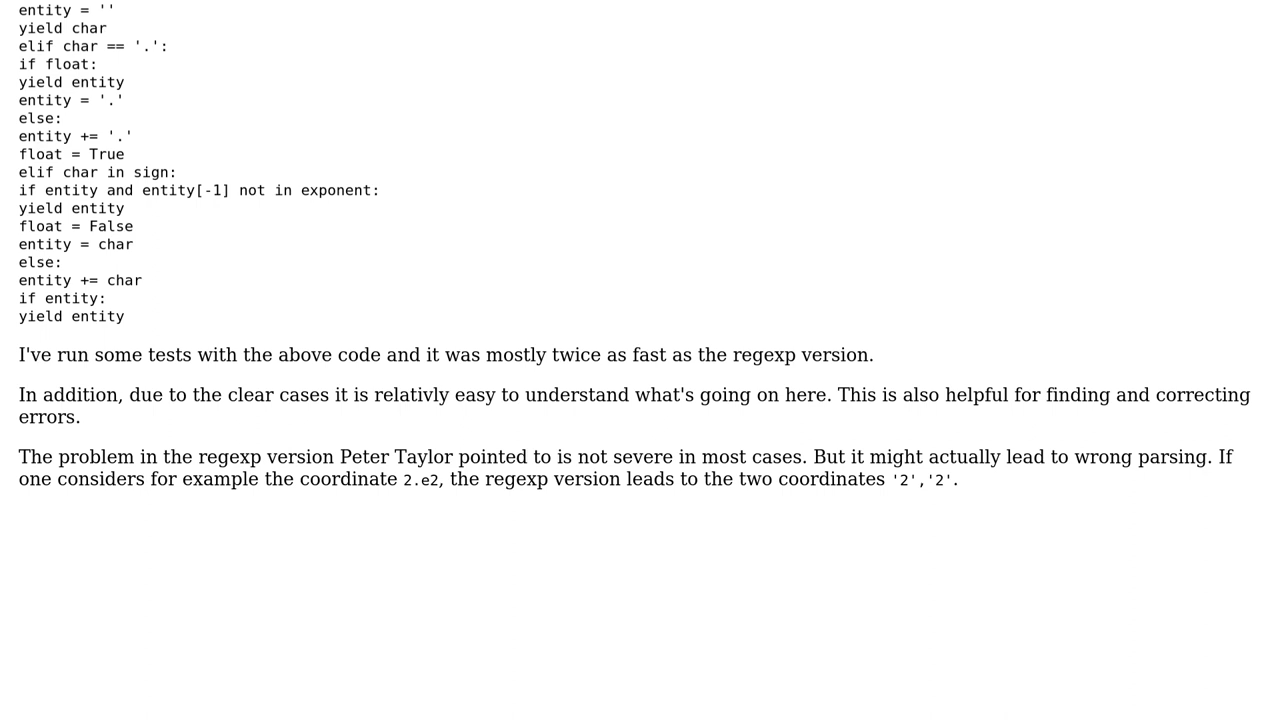 entity = ''
yield char
elif char == '.':
if float:
yield entity
entity = '.'
else:
entity += '.'
float = True
elif char in sign:
if entity and entity[-1] not in exponent:
yield entity
float = False
entity = char
else:
entity += char
if entity:
yield entity
I've run some tests with the above code and it was mostly twice as fast as the regexp version.
In addition, due to the clear cases it is relativly easy to understand what's going on here. This is also helpful for finding and correcting
errors.
The problem in the regexp version Peter Taylor pointed to is not severe in most cases. But it might actually lead to wrong parsing. If
one considers for example the coordinate 2.e2, the regexp version leads to the two coordinates '2','2'.